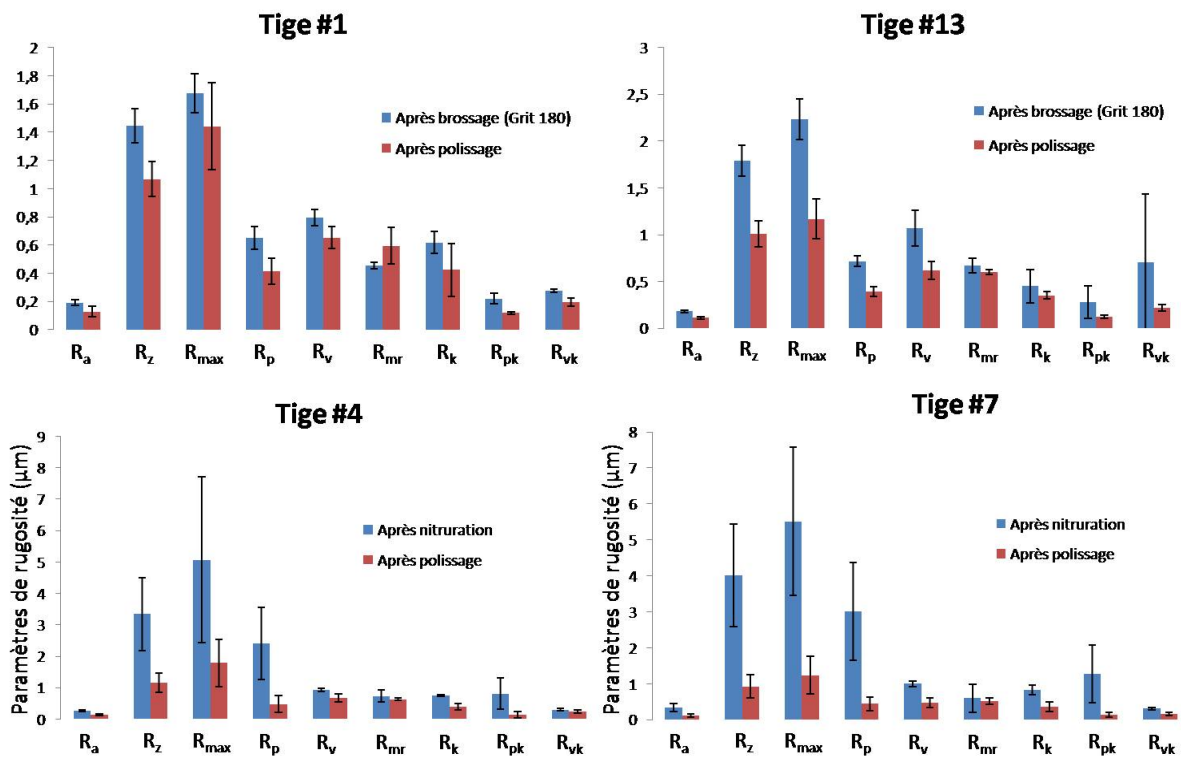 Tige #1
2
1,8
1,6
1,4
1,2
1
0,8
0,6
0,4
0,2
0
Après brossage (Grit 180)
Après polissage
Ra Rz Rmax Rp Rv Rmr Rk Rpk Rvk
Tige #13
3
2,5
2
1,5
1
0,5
0
Après brossage (Grit 180)
Après polissage
Ra Rz Rmax Rp Rv Rmr Rk Rpk Rvk
Tige #4
Paramètres de rugosité (µm)
9
8
7
6
5
4
3
2
1
0
Après nitruration
Après polissage
Ra Rz Rmax Rp Rv Rmr Rk Rpk Rvk
Tige #7
Paramètres de rugosité (µm)
8
7
6
5
4
3
2
1
0
Après nitruration
Après polissage
Ra Rz Rmax Rp Rv Rmr Rk Rpk Rvk